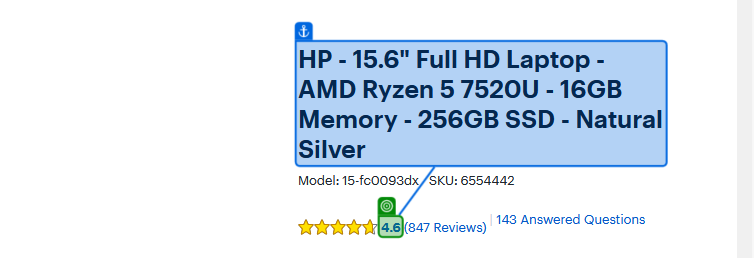 HP - 15.6" Full HD Laptop -
AMD Ryzen 5 7520U - 16GB
Memory - 256GB SSD - Natural
Silver
Model: 15-fc0093dx SKU: 6554442
4.6 (847 Reviews) 143 Answered Questions